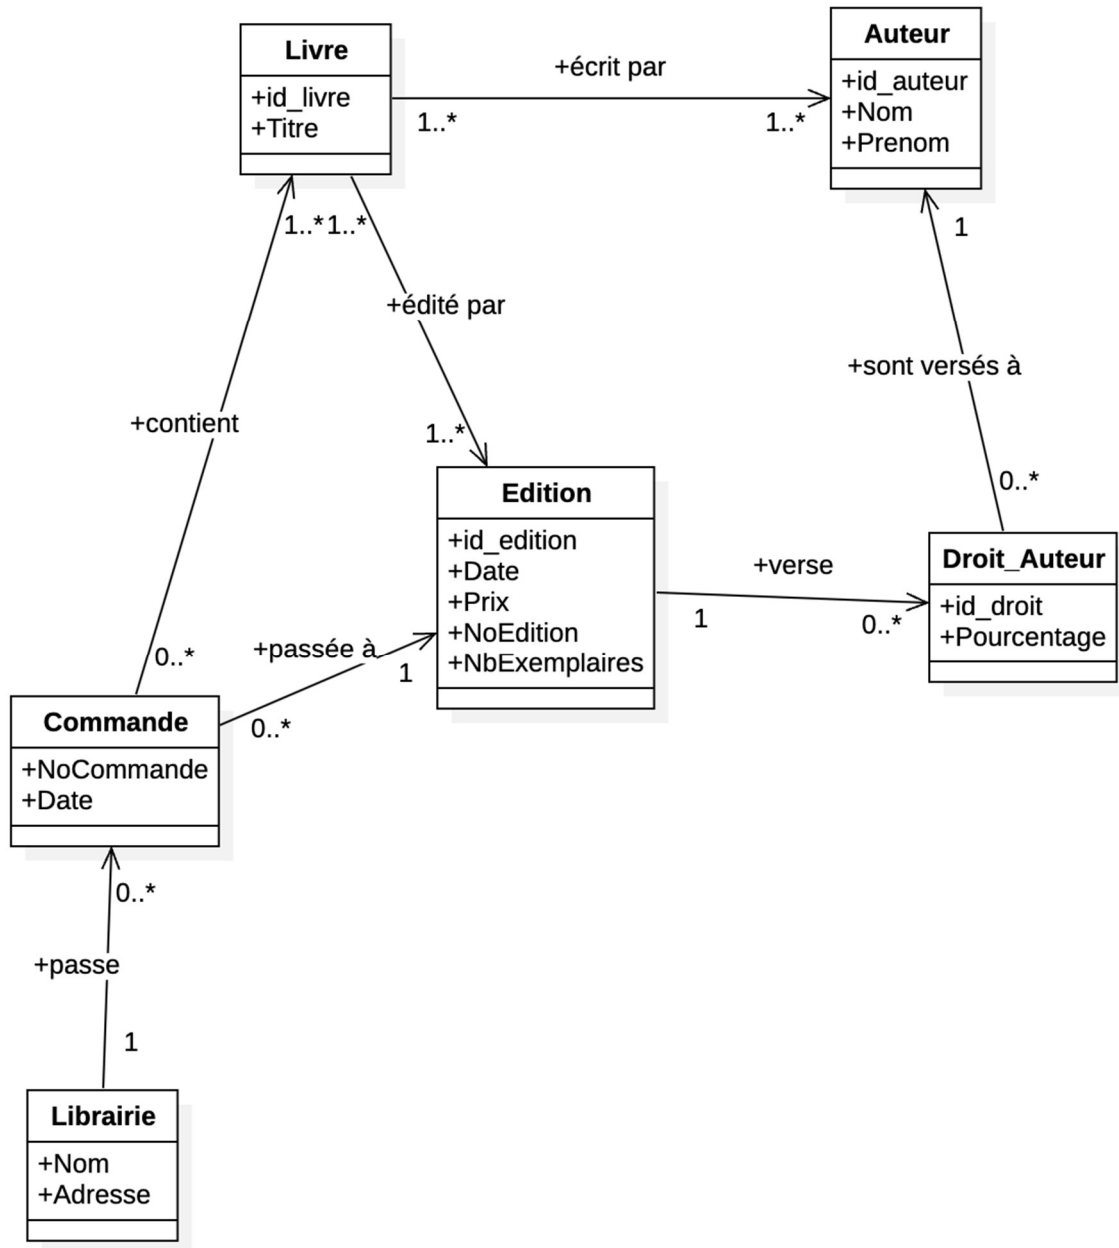 Livre
+id_livre
+Titre
+écrit par
1..*
1..*
Auteur
+id_auteur
+Nom
+Prenom
1..*
1..*
+édité par
1..*
1
+sont versés à
0..*
+contient
0..*
Edition
+id_edition
+Date
+Prix
+NoEdition
+NbExemplaires
+verse
1
0..*
Droit_Auteur
+id_droit
+Pourcentage
+passée à
1
0..*
Commande
+NoCommande
+Date
0..*
+passe
1
Librairie
+Nom
+Adresse